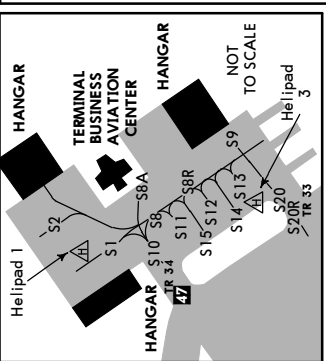 HANGAR
TERMINAL
BUSINESS
AVIATION
CENTER
HANGAR
NOT
TO SCALE
Helipad 1
H
S2
S1
S8A
S8
S10
S8R
S11
S12
S15
S13
S14
S9
H
Helipad
3
HANGAR
TR 34
47
S20
S20R
TR 33